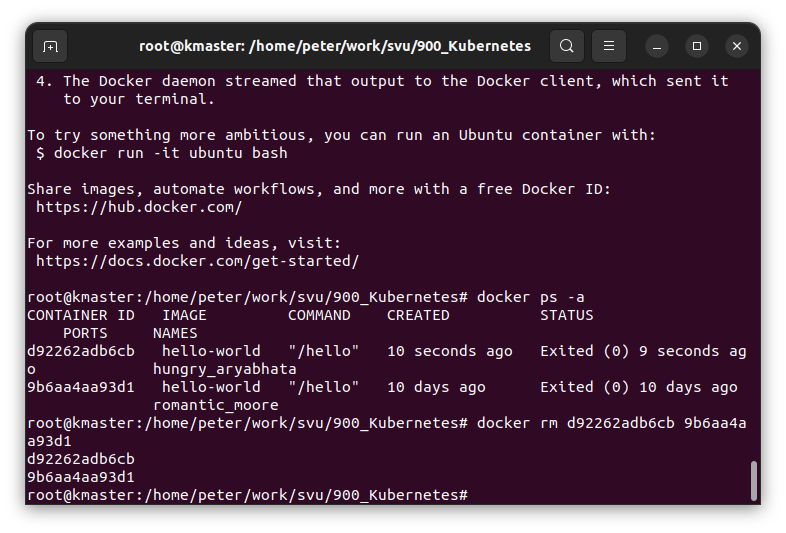 root@kmaster: /home/peter/work/svu/900_Kubernetes
 4. The Docker daemon streamed that output to the Docker client, which sent it
    to your terminal.
To try something more ambitious, you can run an Ubuntu container with:
 $ docker run -it ubuntu bash
Share images, automate workflows, and more with a free Docker ID:
 https://hub.docker.com/
For more examples and ideas, visit:
 https://docs.docker.com/get-started/
root@kmaster:/home/peter/work/svu/900_Kubernetes# docker ps -a
CONTAINER ID   IMAGE         COMMAND    CREATED          STATUS
    PORTS     NAMES
d92262adb6cb   hello-world   "/hello"   10 seconds ago   Exited (0) 9 seconds ag
o             hungry_aryabhata
9b6aa4aa93d1   hello-world   "/hello"   10 days ago      Exited (0) 10 days ago
              romantic_moore
root@kmaster:/home/peter/work/svu/900_Kubernetes# docker rm d92262adb6cb 9b6aa4a
a93d1
d92262adb6cb
9b6aa4aa93d1
root@kmaster:/home/peter/work/svu/900_Kubernetes#